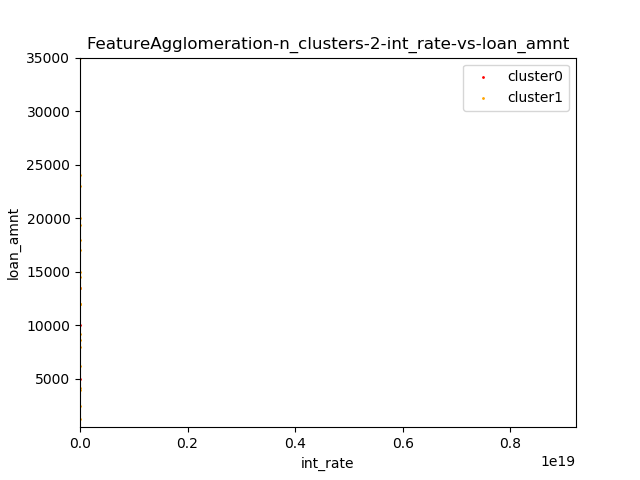 FeatureAgglomeration-n_clusters-2-int_rate-vs-loan_amnt
35000
30000
25000
20000
15000
10000
5000
loan_amnt
cluster0
cluster1
0.0 0.2 0.4 0.6 0.8
1e19
int_rate